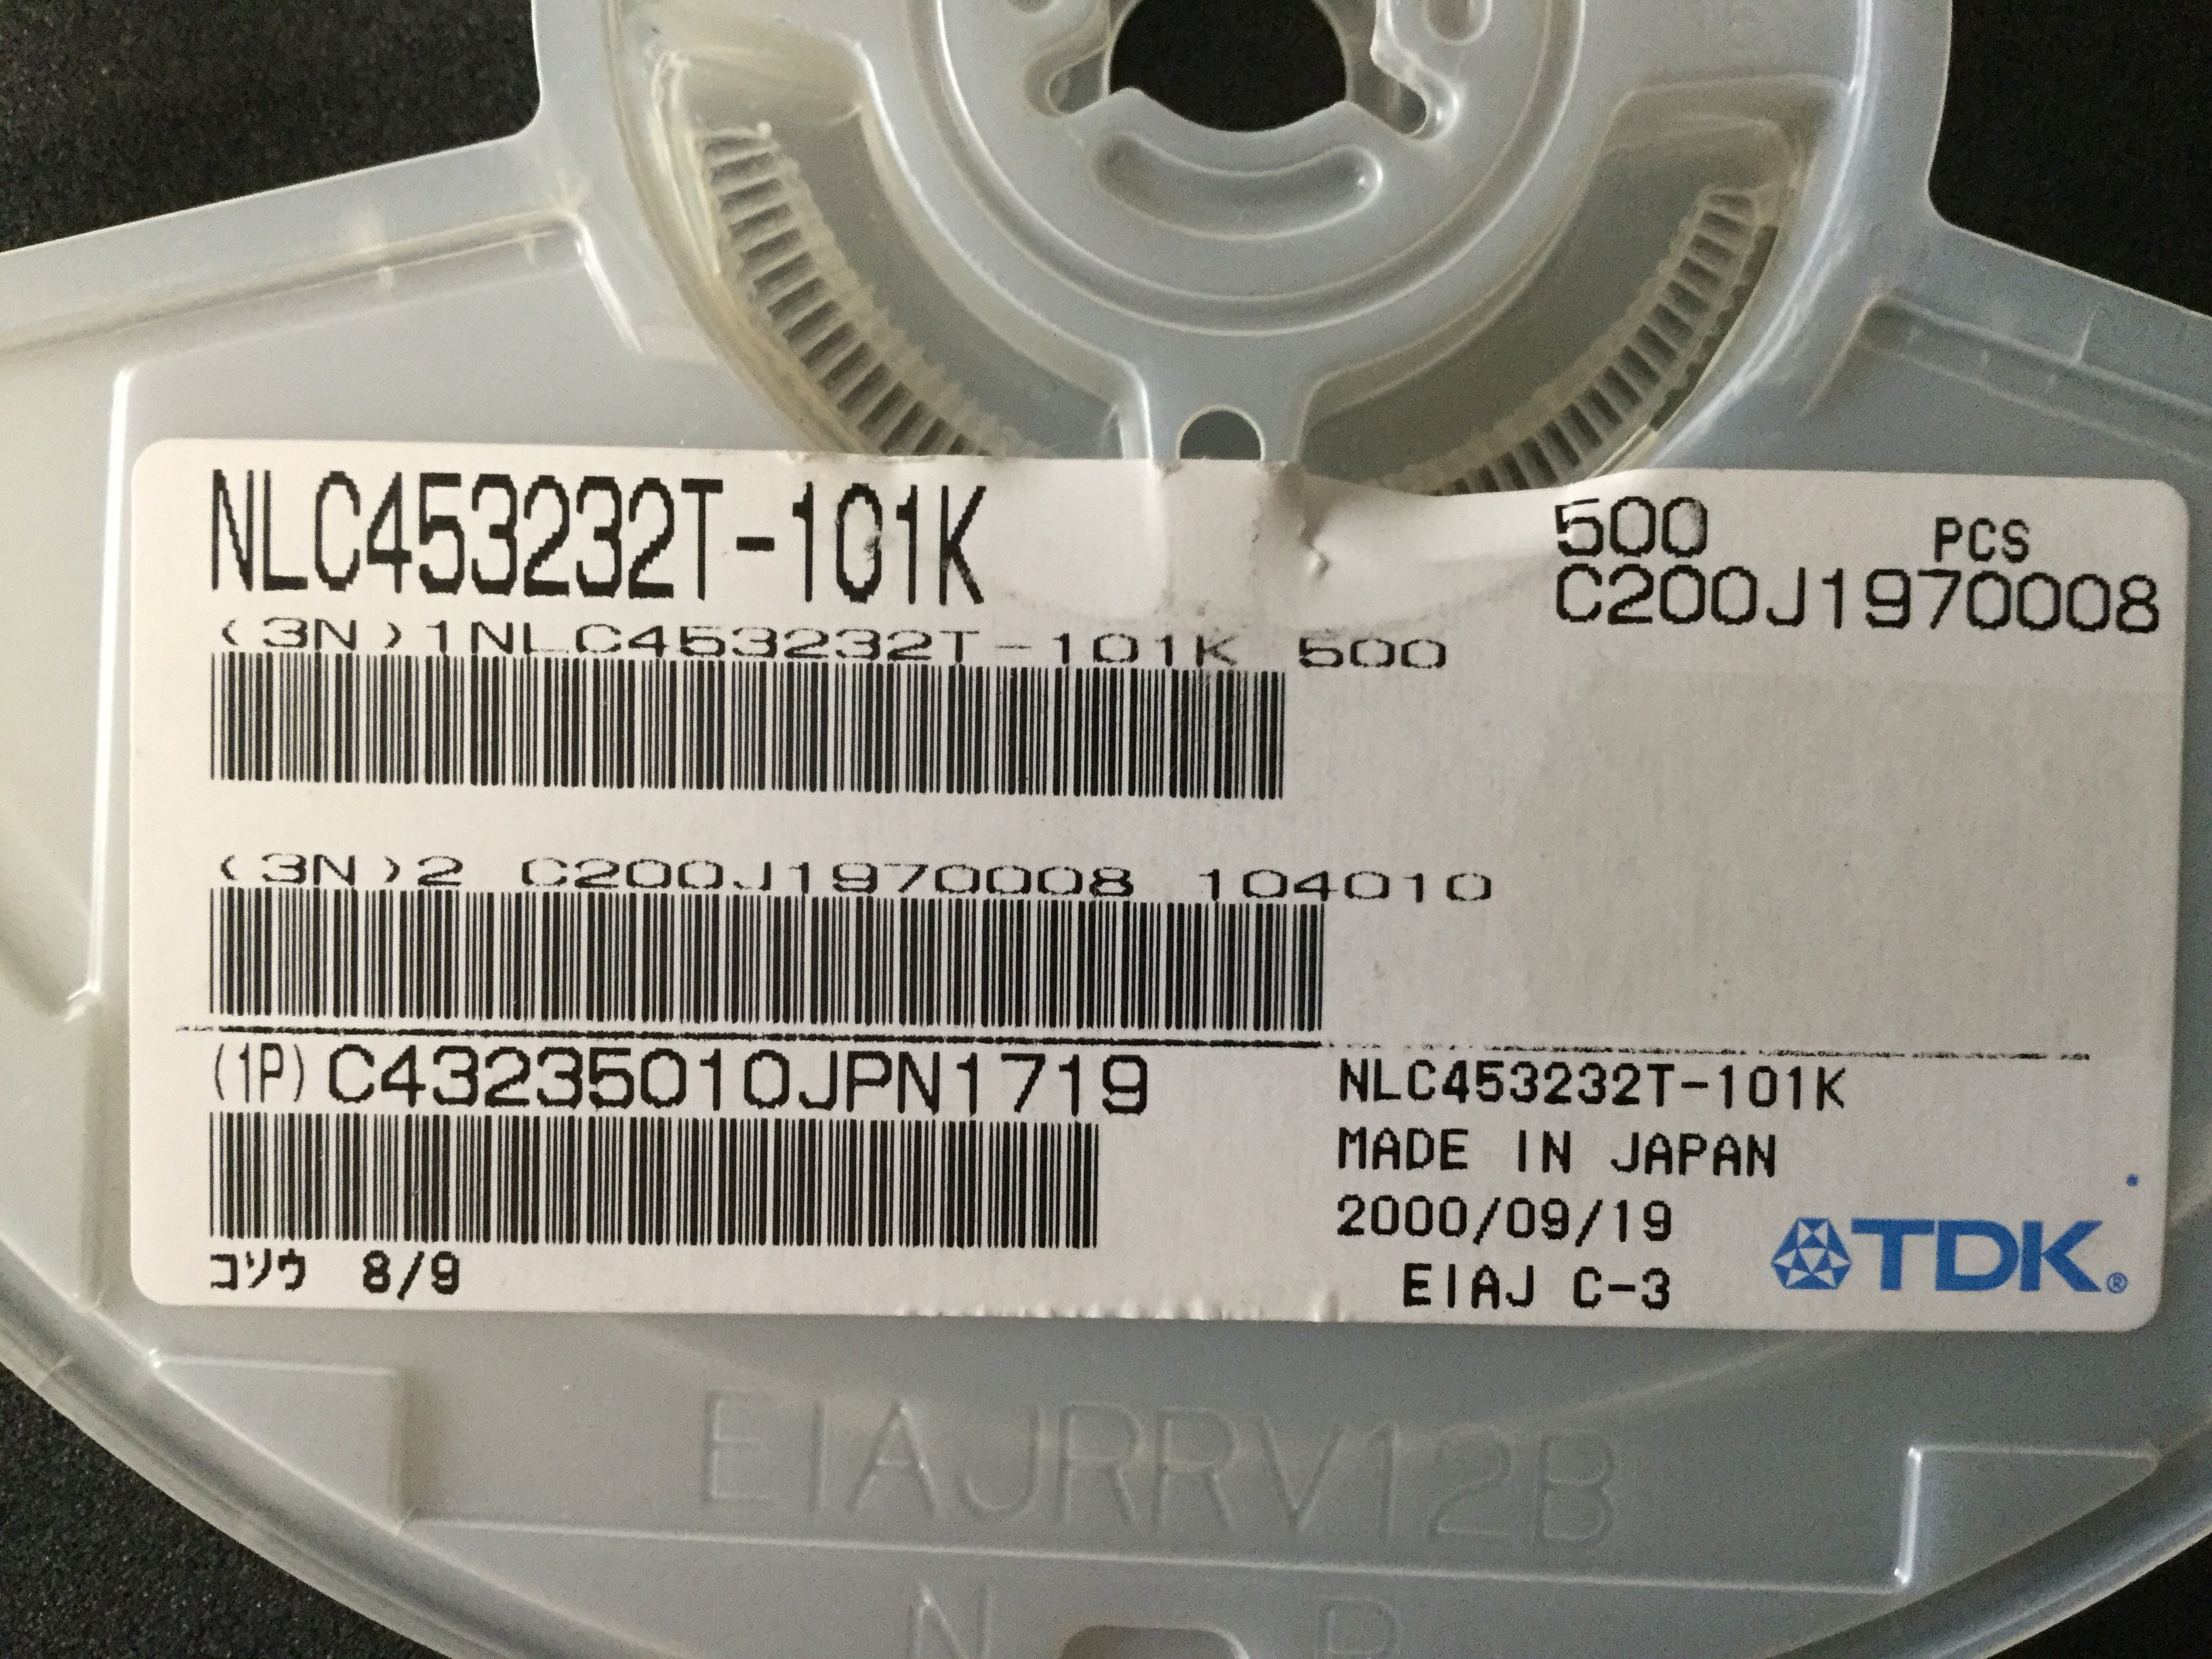 NLC453232T-101K
500 PCS
C200J1970008
(3N)1NLC453232T-101K 500
(3N)2 C200J1970008 104010
(1P)C43235010JPN1719
コソウ 8/9
NLC453232T-101K
MADE IN JAPAN
2000/09/19
EIAJ C-3
TDK®
EIAJRRV12B
N P